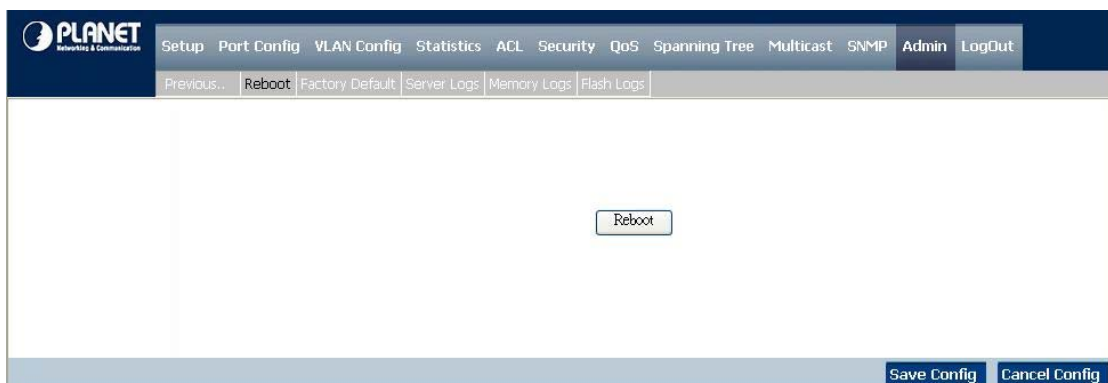 PLANET
Networking & Communication
Setup Port Config VLAN Config Statistics ACL Security QoS Spanning Tree Multicast SNMP Admin LogOut
Previous.. Reboot Factory Default Server Logs Memory Logs Flash Logs
Reboot
Save Config Cancel Config